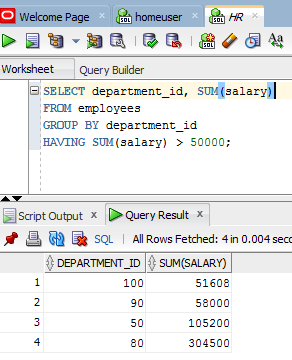 Welcome Page homeuser HR
Worksheet Query Builder
SELECT department_id, SUM(salary)
FROM employees
GROUP BY department_id
HAVING SUM(salary) > 50000;
Script Output Query Result
SQL All Rows Fetched: 4 in 0.004 seco
DEPARTMENT_ID SUM(SALARY)
1 100 51608
2 90 58000
3 50 105200
4 80 304500